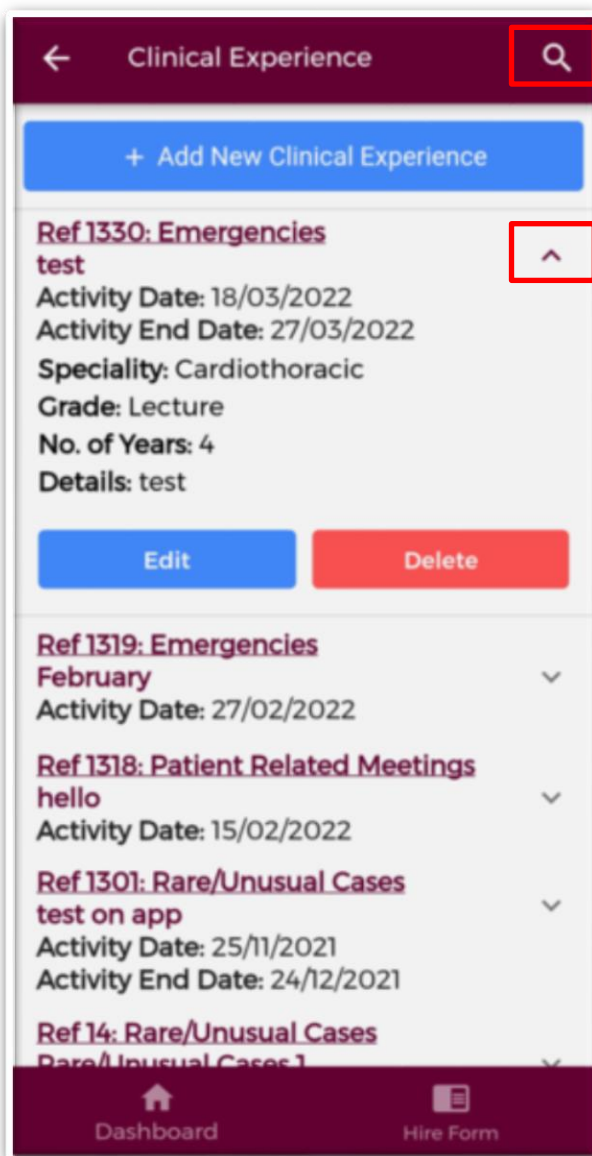 Clinical Experience
+ Add New Clinical Experience
Ref 1330: Emergencies
test
Activity Date: 18/03/2022
Activity End Date: 27/03/2022
Speciality: Cardiothoracic
Grade: Lecture
No. of Years: 4
Details: test
Edit Delete
Ref 1319: Emergencies
February
Activity Date: 27/02/2022
Ref 1318: Patient Related Meetings
hello
Activity Date: 15/02/2022
Ref 1301: Rare/Unusual Cases
test on app
Activity Date: 25/11/2021
Activity End Date: 24/12/2021
Ref 14: Rare/Unusual Cases
Rare/Unusual Cases 1
Dashboard Hire Form